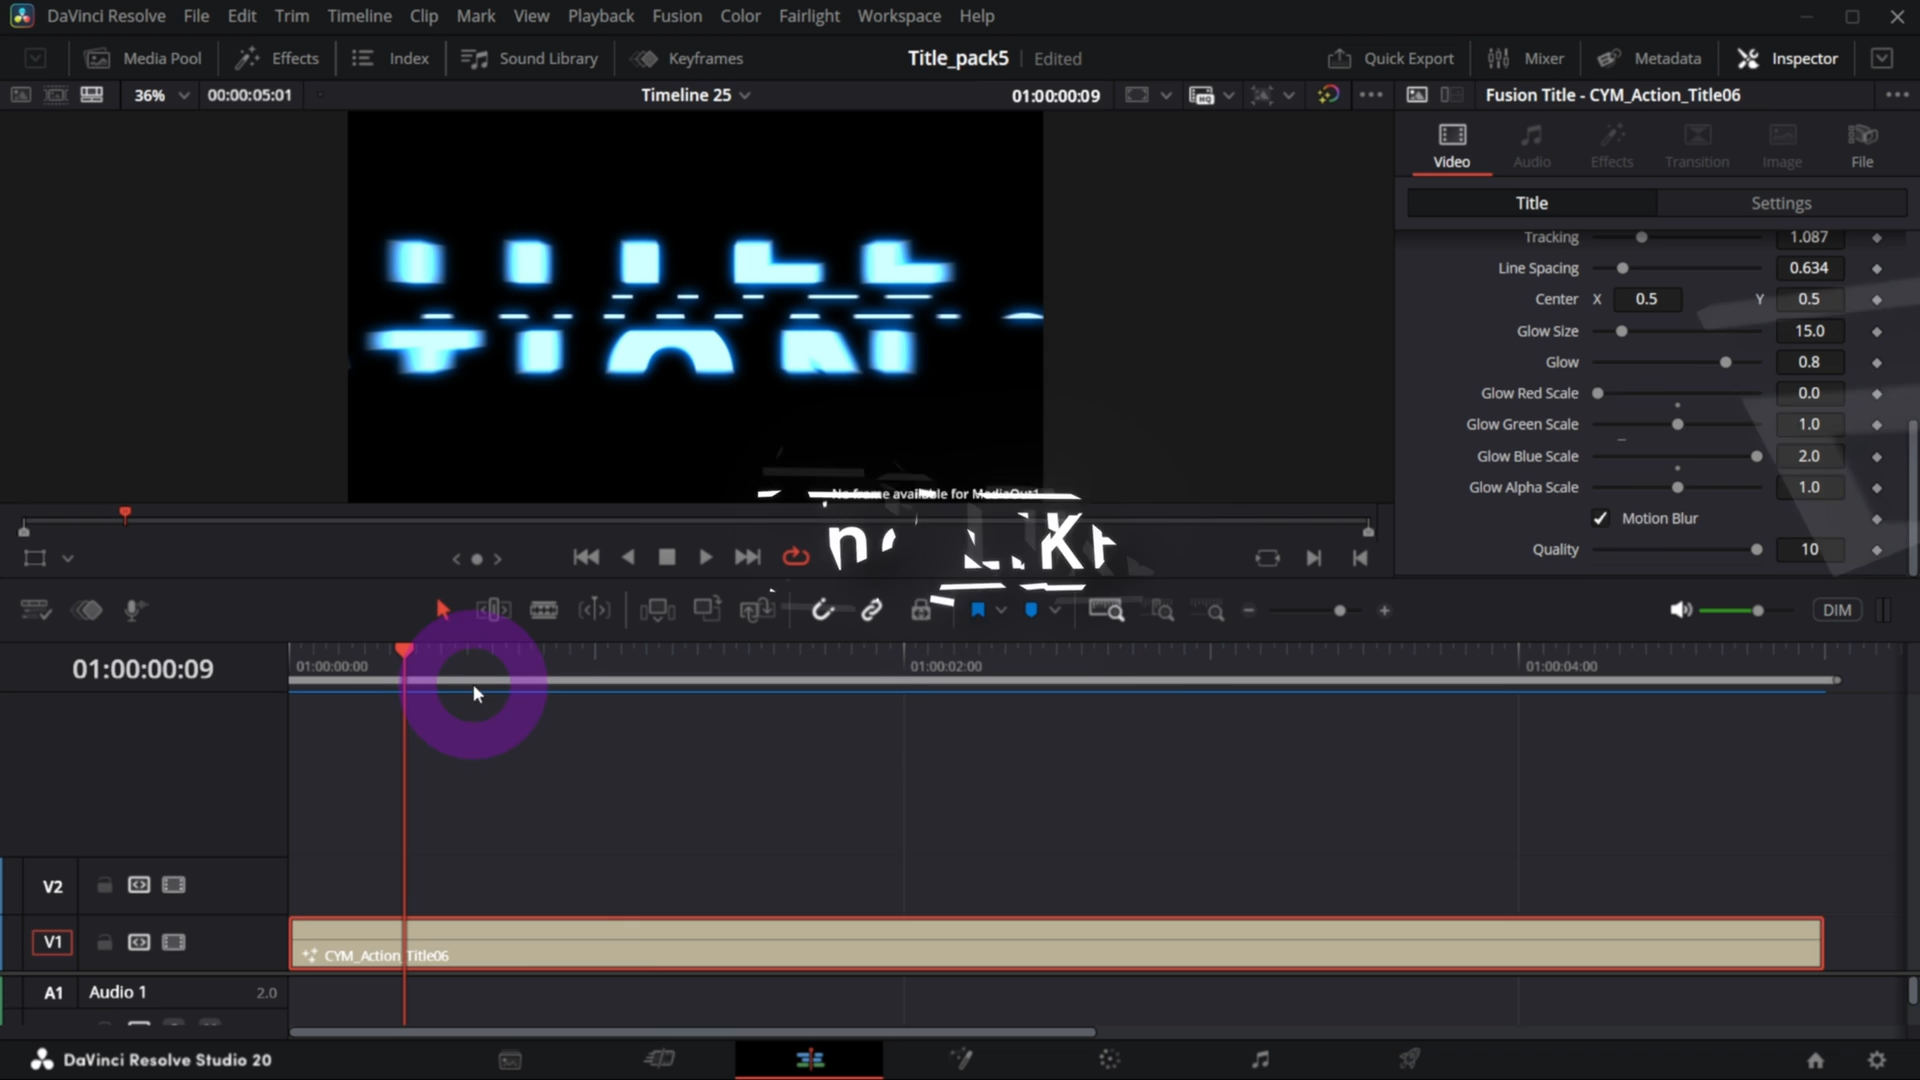 DaVinci Resolve File Edit Trim Timeline Clip Mark View Playback Fusion Color Fairlight Workspace Help
Media Pool Effects Index Sound Library Keyframes Title_pack5 Edited Quick Export Mixer Metadata Inspector
36% 00:00:05:01 Timeline 25 01:00:00:09 Fusion Title - CYM_Action_Title06
Video Audio Effects Transition Image File
Title Settings
Tracking 1.087
Line Spacing 0.634
Center X 0.5 Y 0.5
Glow Size 15.0
Glow 0.8
Glow Red Scale 0.0
Glow Green Scale 1.0
Glow Blue Scale 2.0
Glow Alpha Scale 1.0
Motion Blur
Quality 10
No frame available for MediaOut1
DIM
01:00:00:09
01:00:00:00 01:00:02:00 01:00:04:00
V2
V1
CYM_Action_Title06
A1 Audio 1 2.0
DaVinci Resolve Studio 20